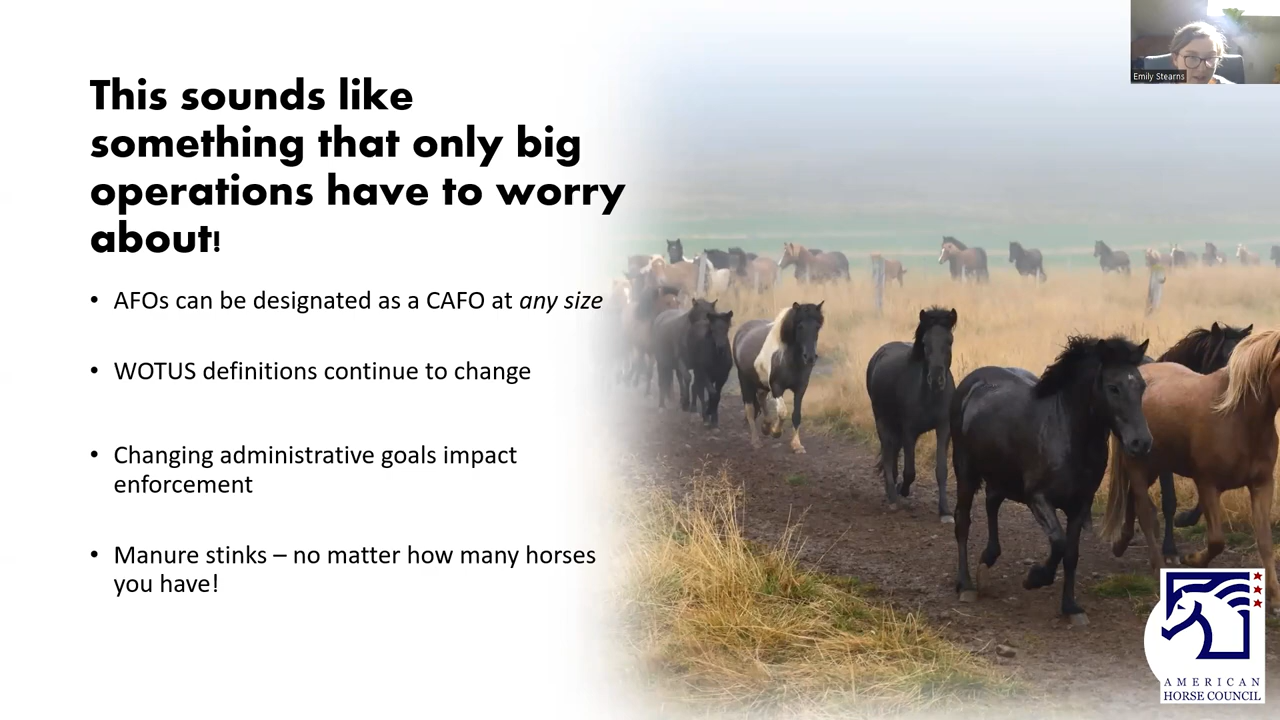 This sounds like
something that only big
operations have to worry
about!
• AFOs can be designated as a CAFO at any size
• WOTUS definitions continue to change
• Changing administrative goals impact
enforcement
• Manure stinks – no matter how many horses
you have!
Emily Stearns
AMERICAN
HORSE COUNCIL